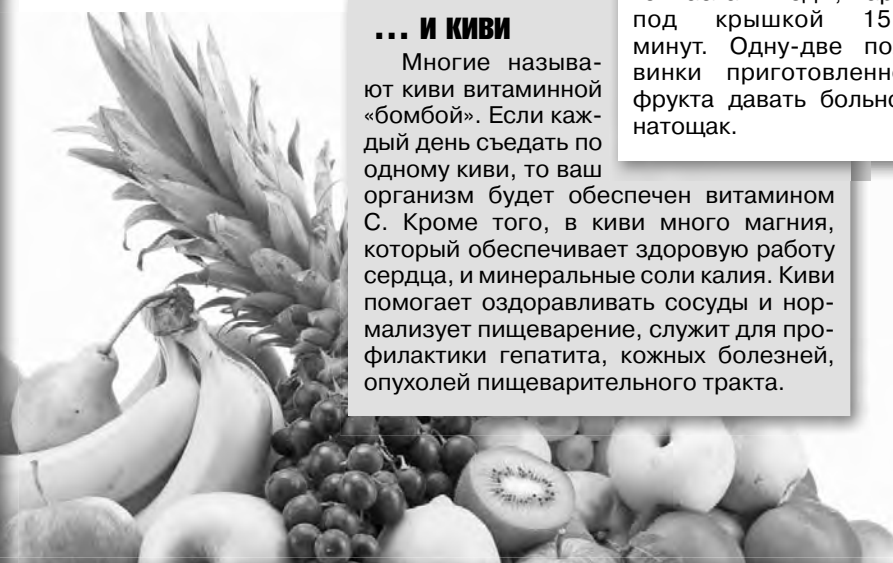 ... И КИВИ
Многие называ-
ют киви витаминной
«бомбой». Если каж-
дый день съедать по
одному киви, то ваш
организм будет обеспечен витамином
С. Кроме того, в киви много магния,
который обеспечивает здоровую работу
сердца, и минеральные соли калия. Киви
помогает оздоравливать сосуды и нор-
мализует пищеварение, служит для про-
филактики гепатита, кожных болезней,
опухолей пищеварительного тракта.
под крышкой 15
минут. Одну-две по
винки приготовленн
фрукта давать больн
натощак.